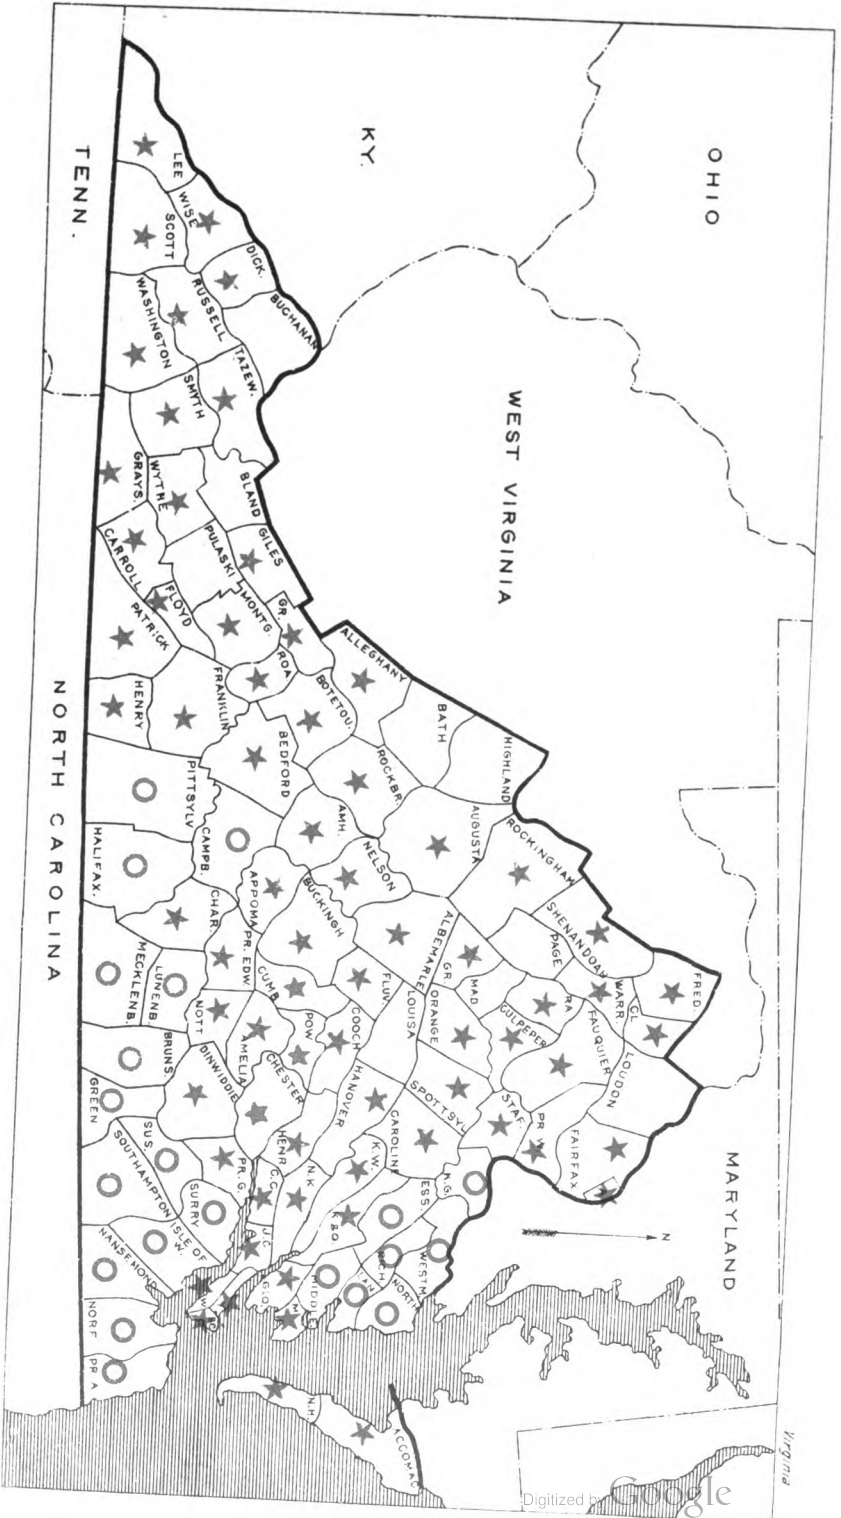 OHIO
KY.
TENN.
WEST VIRGINIA
MARYLAND
NORTH CAROLINA
N
Virginia
LEE
WISE
SCOTT
DICK.
BUCHANAN
RUSSELL
WASHINGTON
TAZEW.
SMYTH
GRAYS.
WYTHE
BLAND
CARROLL
PULASKI
GILES
FLOYD
MONTG.
GR.
PATRICK
ROA.
ALLEGHANY
HENRY
FRANKLIN
BOTETOU.
BATH
HIGHLAND
BEDFORD
ROCKBR.
PITTSYLV
CAMPB.
AMH.
AUGUSTA
ROCKINGHAM
HALIFAX.
NELSON
APPOMA
BUCKINGH
CHAR.
PR. EDW.
ALBEMARLE
SHENANDOAH
PAGE
GR
MAD
MECKLENB.
LUNENB.
CUMB
FLUV.
LOUISA
ORANGE
RA
WARR.
CL
FRED.
NOTT
AMELIA
POW
GOOCH
CULPEPER
FAUQUIER
LOUDON
BRUNS.
DINWIDDIE
CHESTER
HANOVER
SPOTTSYL
STAF.
PR W.
FAIRFAX
GREEN
SUS.
PR. G.
HENR
CAROLINE
K.G.
SOUTHAMPTON
SURRY
C.C
N.K
K.W.
ESS
ISLE OF W.
J.C.
K & Q
RICH.
WESTM.
NANSEMOND
GLO.
MIDDLE
LAN.
NORTH
NORF
PR A
N.H.
ACCOMAC
Digitized by Google